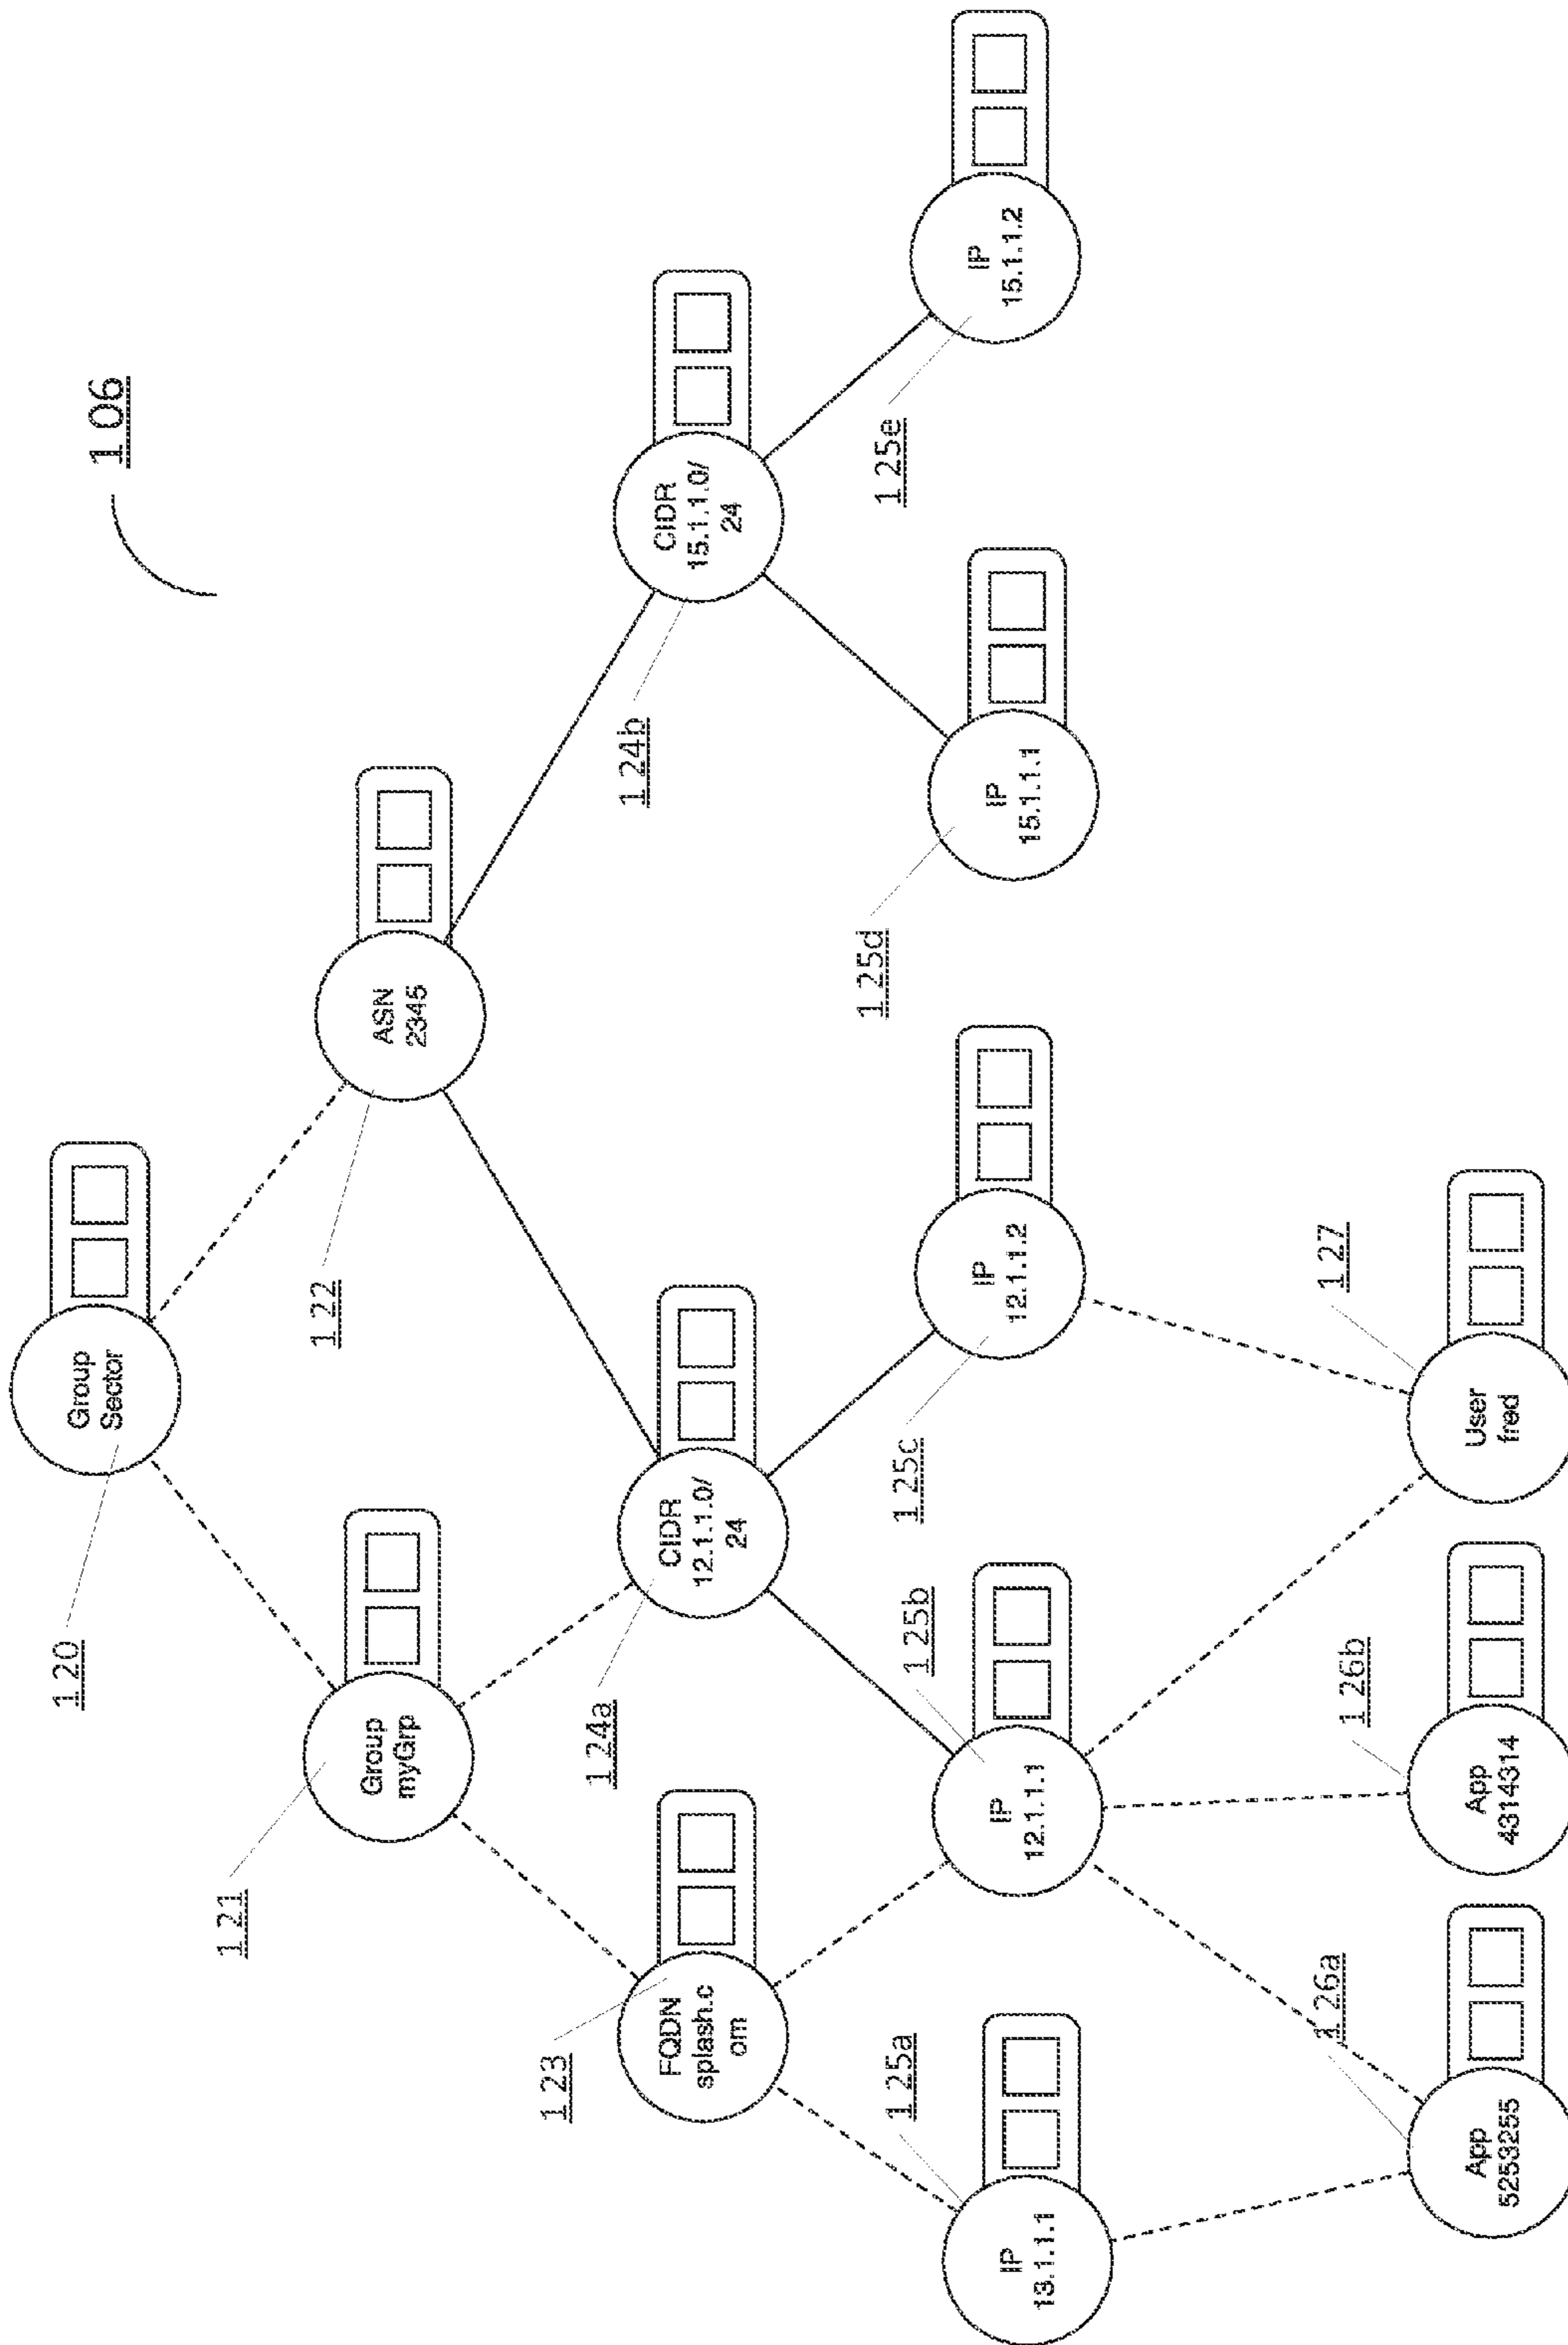 106
120
Group
Sector
121
Group
myGrp
122
ASN
2345
123
FQDN
splash.c
om
124a
CIDR
12.1.1.0/
24
124b
CIDR
15.1.1.0/
24
125a
IP
13.1.1.1
125b
IP
12.1.1.1
125c
IP
12.1.1.2
125d
IP
15.1.1.1
125e
IP
15.1.1.2
126a
App
5253255
126b
App
4314314
127
User
fred